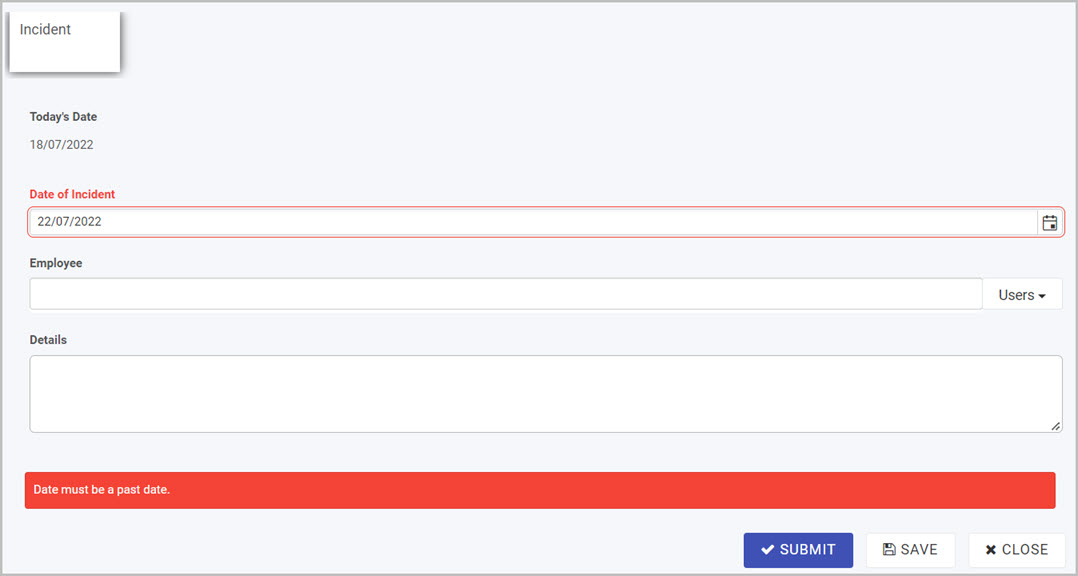 Incident
Today's Date
18/07/2022
Date of Incident
22/07/2022
Employee
Users
Details
Date must be a past date.
SUBMIT SAVE CLOSE